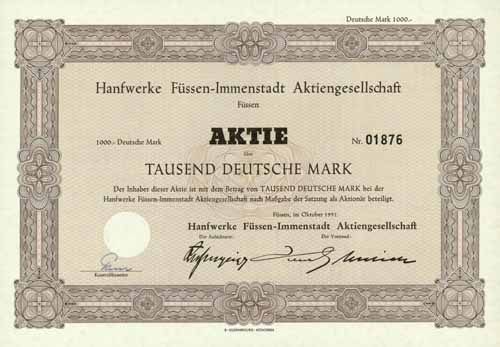 Deutsche Mark 1000.-
Hanfwerke Füssen-Immenstadt Aktiengesellschaft
Füssen
1000.- Deutsche Mark
AKTIE
Nr. 01876
über
TAUSEND DEUTSCHE MARK
Der Inhaber dieser Aktie ist mit dem Betrag von TAUSEND DEUTSCHE MARK bei der
Hanfwerke Füssen-Immenstadt Aktiengesellschaft nach Maßgabe der Satzung als Aktionär beteiligt.
Füssen, im Oktober 1951.
Hanfwerke Füssen-Immenstadt Aktiengesellschaft
Der Aufsichtsrat:
Der Vorstand:
Kontrollbeamter